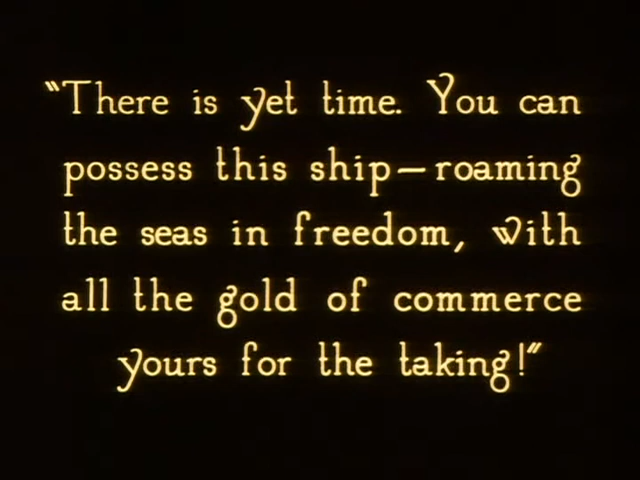 “There is yet time. You can
possess this ship—roaming
the seas in freedom, with
all the gold of commerce
yours for the taking!”